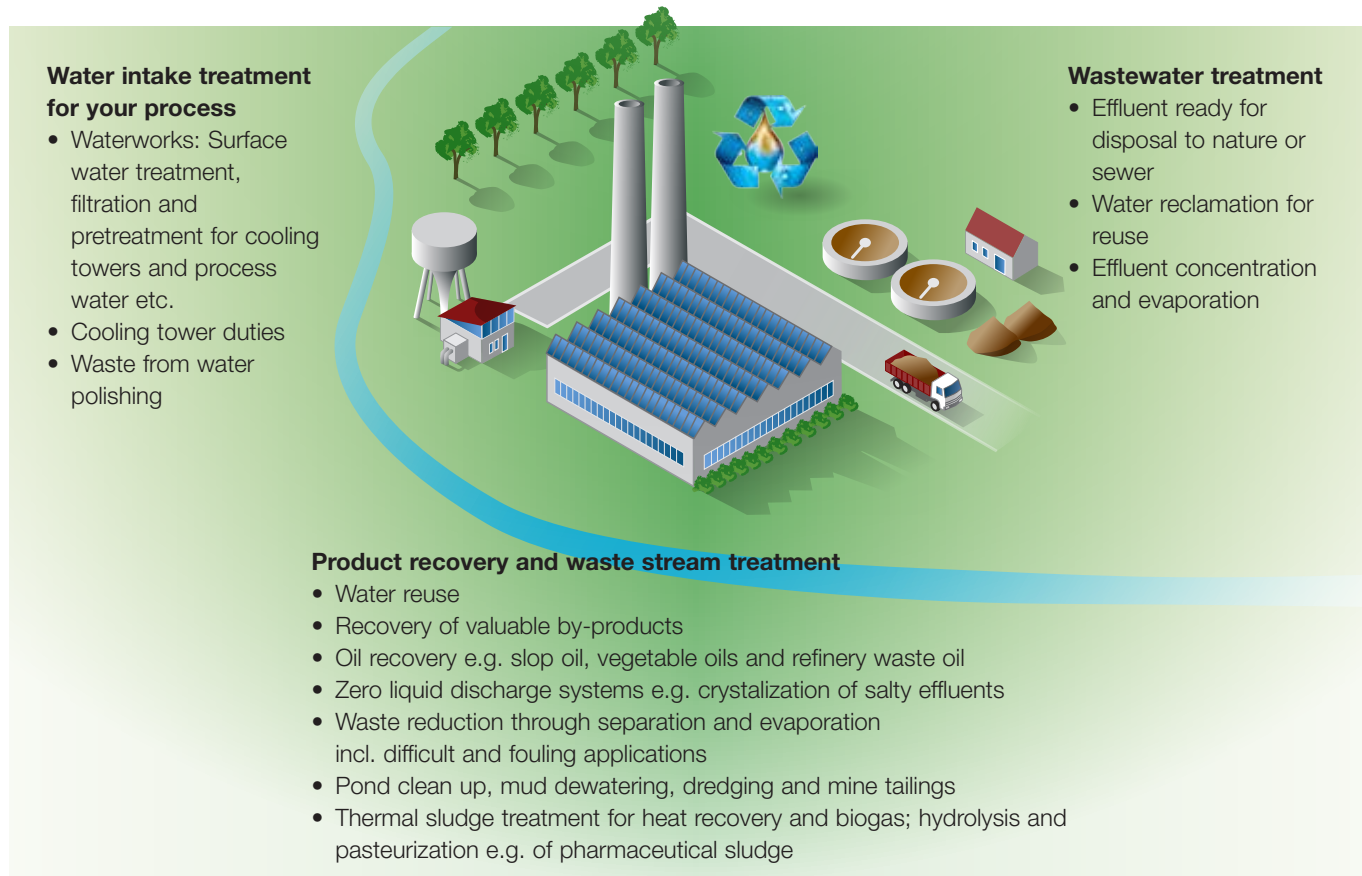 Water intake treatment
for your process
• Waterworks: Surface
water treatment,
filtration and
pretreatment for cooling
towers and process
water etc.
• Cooling tower duties
• Waste from water
polishing
Wastewater treatment
• Effluent ready for
disposal to nature or
sewer
• Water reclamation for
reuse
• Effluent concentration
and evaporation
Product recovery and waste stream treatment
• Water reuse
• Recovery of valuable by-products
• Oil recovery e.g. slop oil, vegetable oils and refinery waste oil
• Zero liquid discharge systems e.g. crystalization of salty effluents
• Waste reduction through separation and evaporation
incl. difficult and fouling applications
• Pond clean up, mud dewatering, dredging and mine tailings
• Thermal sludge treatment for heat recovery and biogas; hydrolysis and
pasteurization e.g. of pharmaceutical sludge